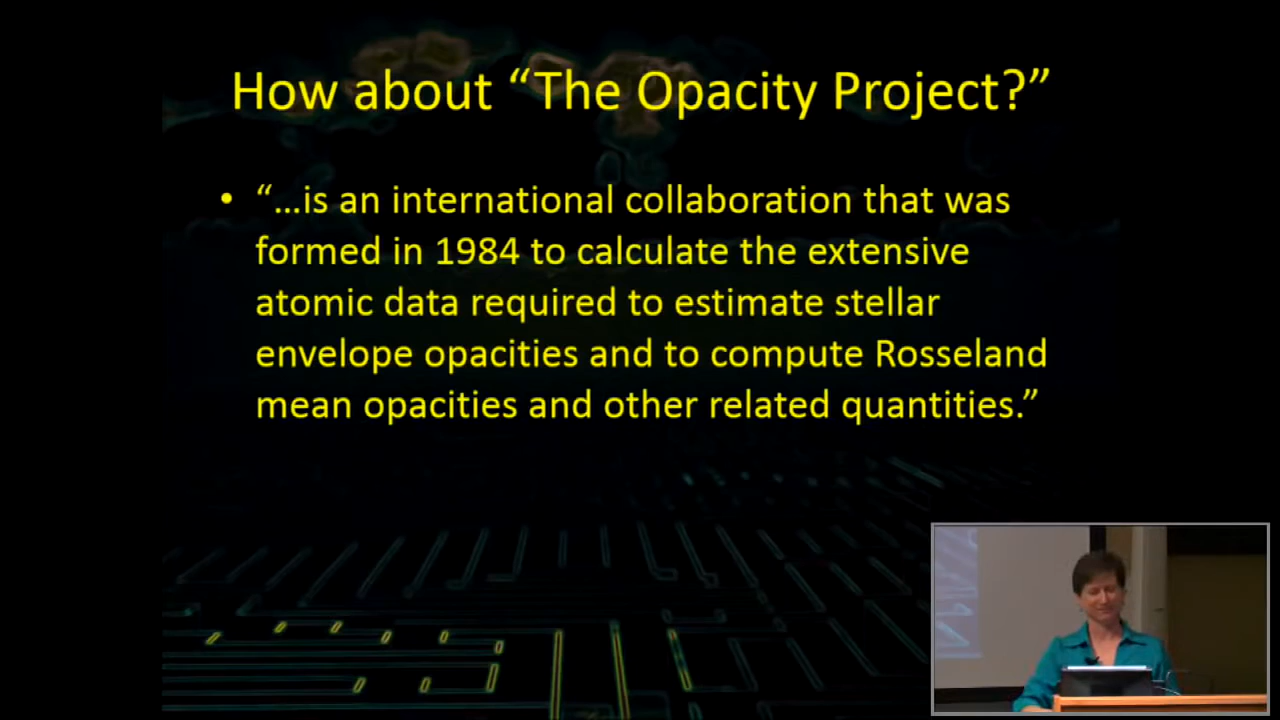 How about “The Opacity Project?”
• “...is an international collaboration that was
formed in 1984 to calculate the extensive
atomic data required to estimate stellar
envelope opacities and to compute Rosseland
mean opacities and other related quantities.”